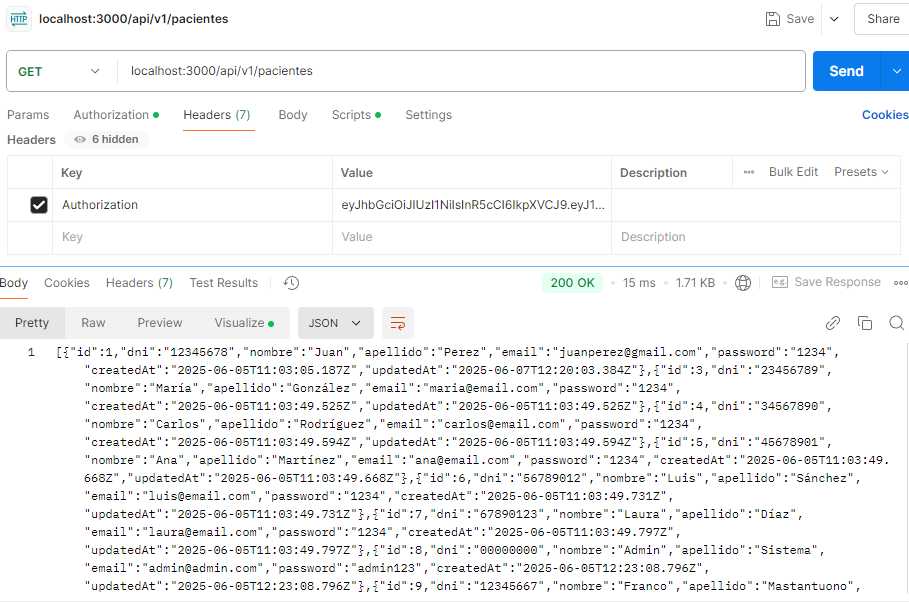 HTTP localhost:3000/api/v1/pacientes Save Share
GET localhost:3000/api/v1/pacientes Send
Params Authorization Headers (7) Body Scripts Settings Cookies
Headers 6 hidden
Key Value Description Bulk Edit Presets
Authorization eyJhbGciOiJIUzI1NiIsInR5cCI6IkpXVCJ9.eyJ1...
Key Value Description
Body Cookies Headers (7) Test Results 200 OK 15 ms 1.71 KB e.g. Save Response
Pretty Raw Preview Visualize JSON
1 [{"id":1,"dni":"12345678","nombre":"Juan","apellido":"Perez","email":"juanperez@gmail.com","password":"1234",
"createdAt":"2025-06-05T11:03:05.187Z","updatedAt":"2025-06-07T12:20:03.384Z"},{"id":3,"dni":"23456789",
"nombre":"María","apellido":"González","email":"maria@email.com","password":"1234",
"createdAt":"2025-06-05T11:03:49.525Z","updatedAt":"2025-06-05T11:03:49.525Z"},{"id":4,"dni":"34567890",
"nombre":"Carlos","apellido":"Rodríguez","email":"carlos@email.com","password":"1234",
"createdAt":"2025-06-05T11:03:49.594Z","updatedAt":"2025-06-05T11:03:49.594Z"},{"id":5,"dni":"45678901",
"nombre":"Ana","apellido":"Martínez","email":"ana@email.com","password":"1234","createdAt":"2025-06-05T11:03:49.
668Z","updatedAt":"2025-06-05T11:03:49.668Z"},{"id":6,"dni":"56789012","nombre":"Luis","apellido":"Sánchez",
"email":"luis@email.com","password":"1234","createdAt":"2025-06-05T11:03:49.731Z",
"updatedAt":"2025-06-05T11:03:49.731Z"},{"id":7,"dni":"67890123","nombre":"Laura","apellido":"Díaz",
"email":"laura@email.com","password":"1234","createdAt":"2025-06-05T11:03:49.797Z",
"updatedAt":"2025-06-05T11:03:49.797Z"},{"id":8,"dni":"00000000","nombre":"Admin","apellido":"Sistema",
"email":"admin@admin.com","password":"admin123","createdAt":"2025-06-05T12:23:08.796Z",
"updatedAt":"2025-06-05T12:23:08.796Z"},{"id":9,"dni":"12345667","nombre":"Franco","apellido":"Mastantuono",